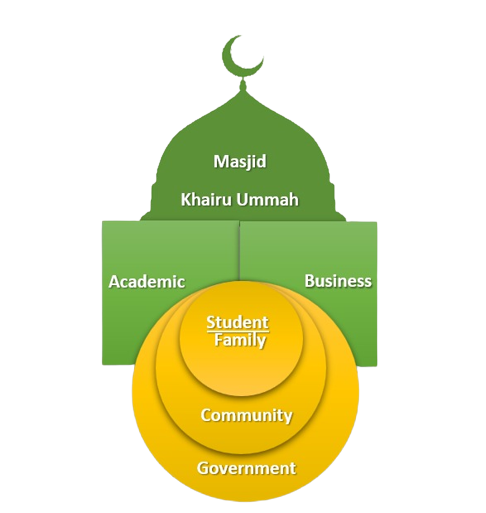 Masjid
Khairu Ummah
Academic
Business
Student
Family
Community
Government